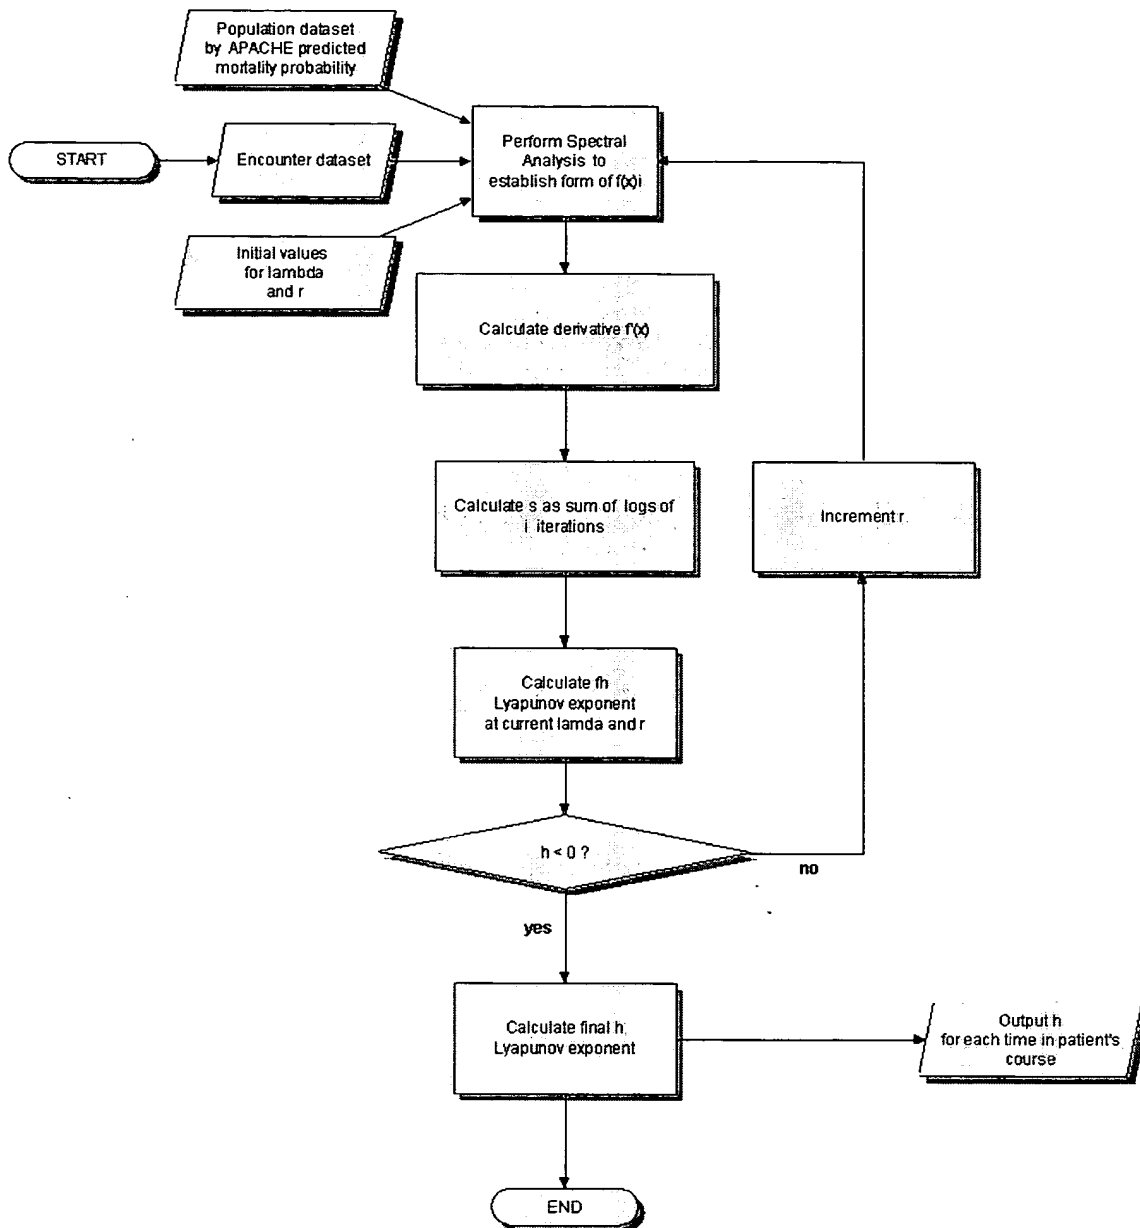 Population dataset
by APACHE predicted
mortality probability
START
Encounter dataset
Perform Spectral
Analysis to
establish form of f(x)i
Initial values
for lambda
and r
Calculate derivative f'(x)
Calculate s as sum of logs of
i iterations
Increment r
Calculate fh
Lyapunov exponent
at current lamda and r
h < 0 ?
no
yes
Calculate final h
Lyapunov exponent
Output h
for each time in patient's
course
END